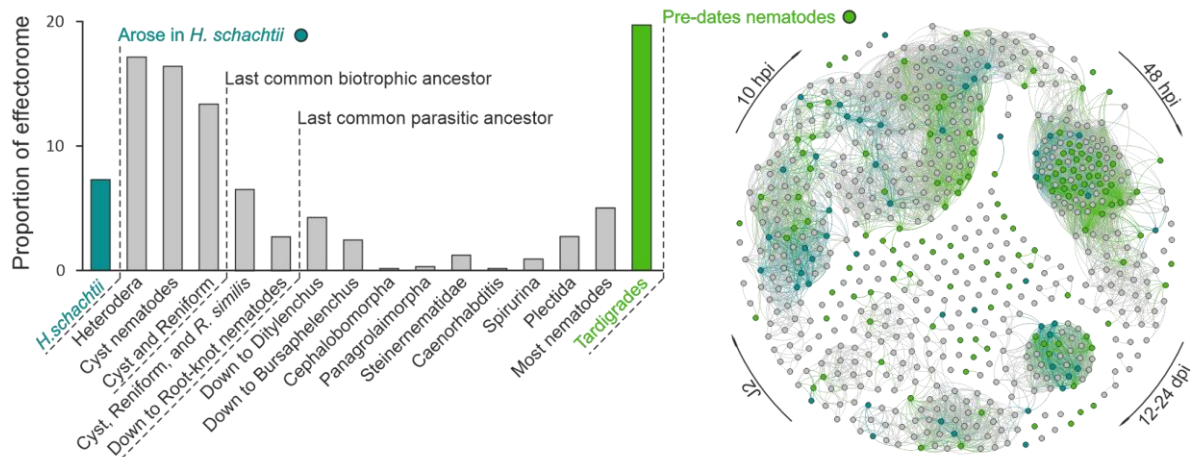 Proportion of effectorome
20
10
0
Arose in H. schachtii
Last common biotrophic ancestor
Last common parasitic ancestor
Pre-dates nematodes
H.schachtii
Heterodera
Cyst nematodes
Cyst and Reniform
Cyst, Reniform, and R. similis
Down to Root-knot nematodes
Down to Ditylenchus
Down to Bursaphelenchus
Cephalobomorpha
Panagrolaimorpha
Steinernematidae
Caenorhabditis
Spirurina
Plectida
Most nematodes
Tardigrades
10 hpi
48 hpi
J2
12-24 dpi